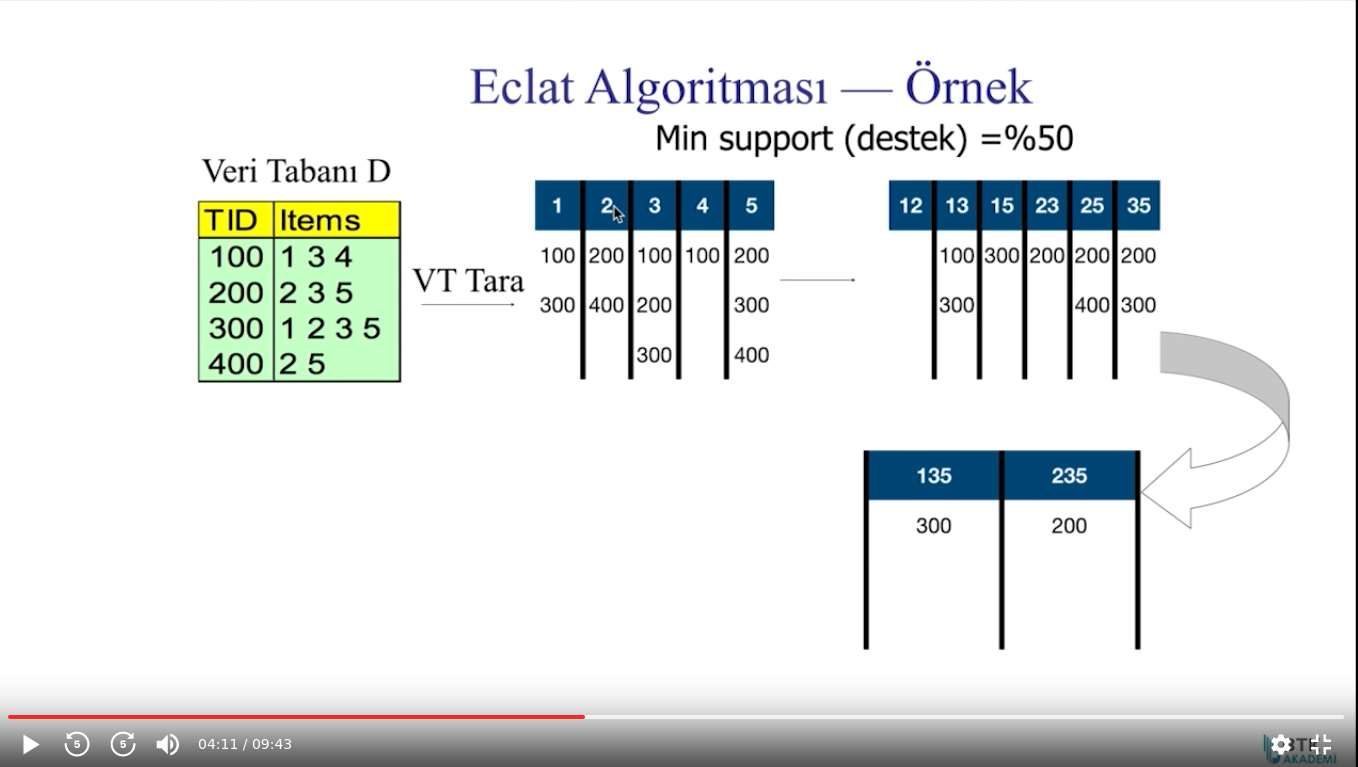 Eclat Algoritması — Örnek
Min support (destek) =%50
Veri Tabanı D
TID Items
100 1 3 4
200 2 3 5
300 1 2 3 5
400 2 5
VT Tara
1 2 3 4 5
100 200 100 100 200
300 400 200 300
300 400
12 13 15 23 25 35
100 300 200 200 200
300 400 300
135 235
300 200
5 5 04:11 / 09:43
BTK
AKADEMİ